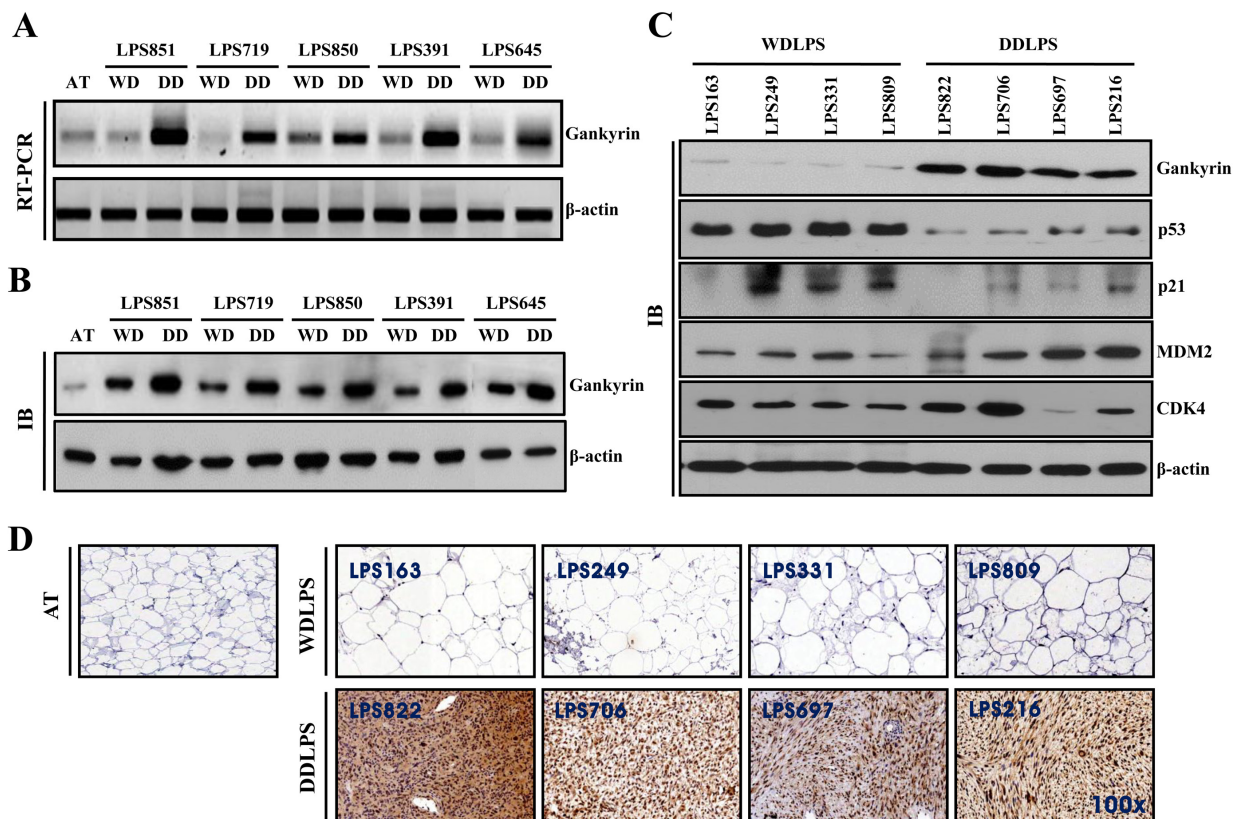 A
LPS851 LPS719 LPS850 LPS391 LPS645
AT WD DD WD DD WD DD WD DD WD DD
RT-PCR
Gankyrin
β-actin
B
LPS851 LPS719 LPS850 LPS391 LPS645
AT WD DD WD DD WD DD WD DD WD DD
IB
Gankyrin
β-actin
C
WDLPS DDLPS
LPS163 LPS249 LPS331 LPS809 LPS822 LPS706 LPS697 LPS216
IB
Gankyrin
p53
p21
MDM2
CDK4
β-actin
D
AT
WDLPS
LPS163 LPS249 LPS331 LPS809
DDLPS
LPS822 LPS706 LPS697 LPS216
100x